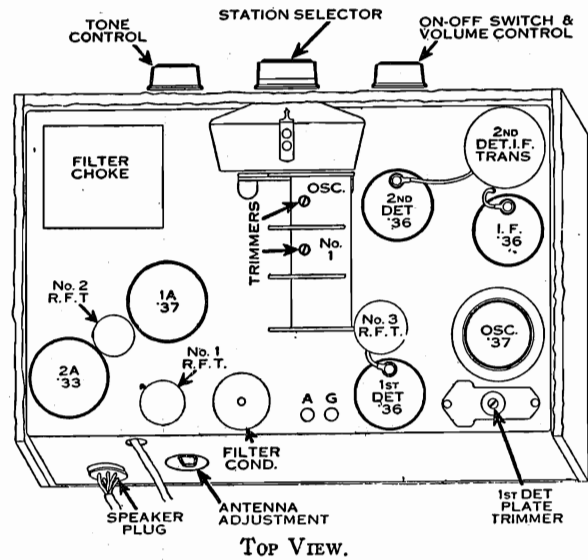 TONE
CONTROL
STATION SELECTOR
ON-OFF SWITCH &
VOLUME CONTROL
FILTER
CHOKE
TRIMMERS
OSC.
No.
1
2ND
DET.
'36
2ND
DET. I.F.
TRANS
I.F.
'36
No. 2
R.F.T
1A
'37
2A
'33
No. 1
R.F.T.
FILTER
COND.
A G
No. 3
R.F.T.
1ST
DET
'36
OSC.
'37
SPEAKER
PLUG
ANTENNA
ADJUSTMENT
1ST DET
PLATE
TRIMMER
TOP VIEW.